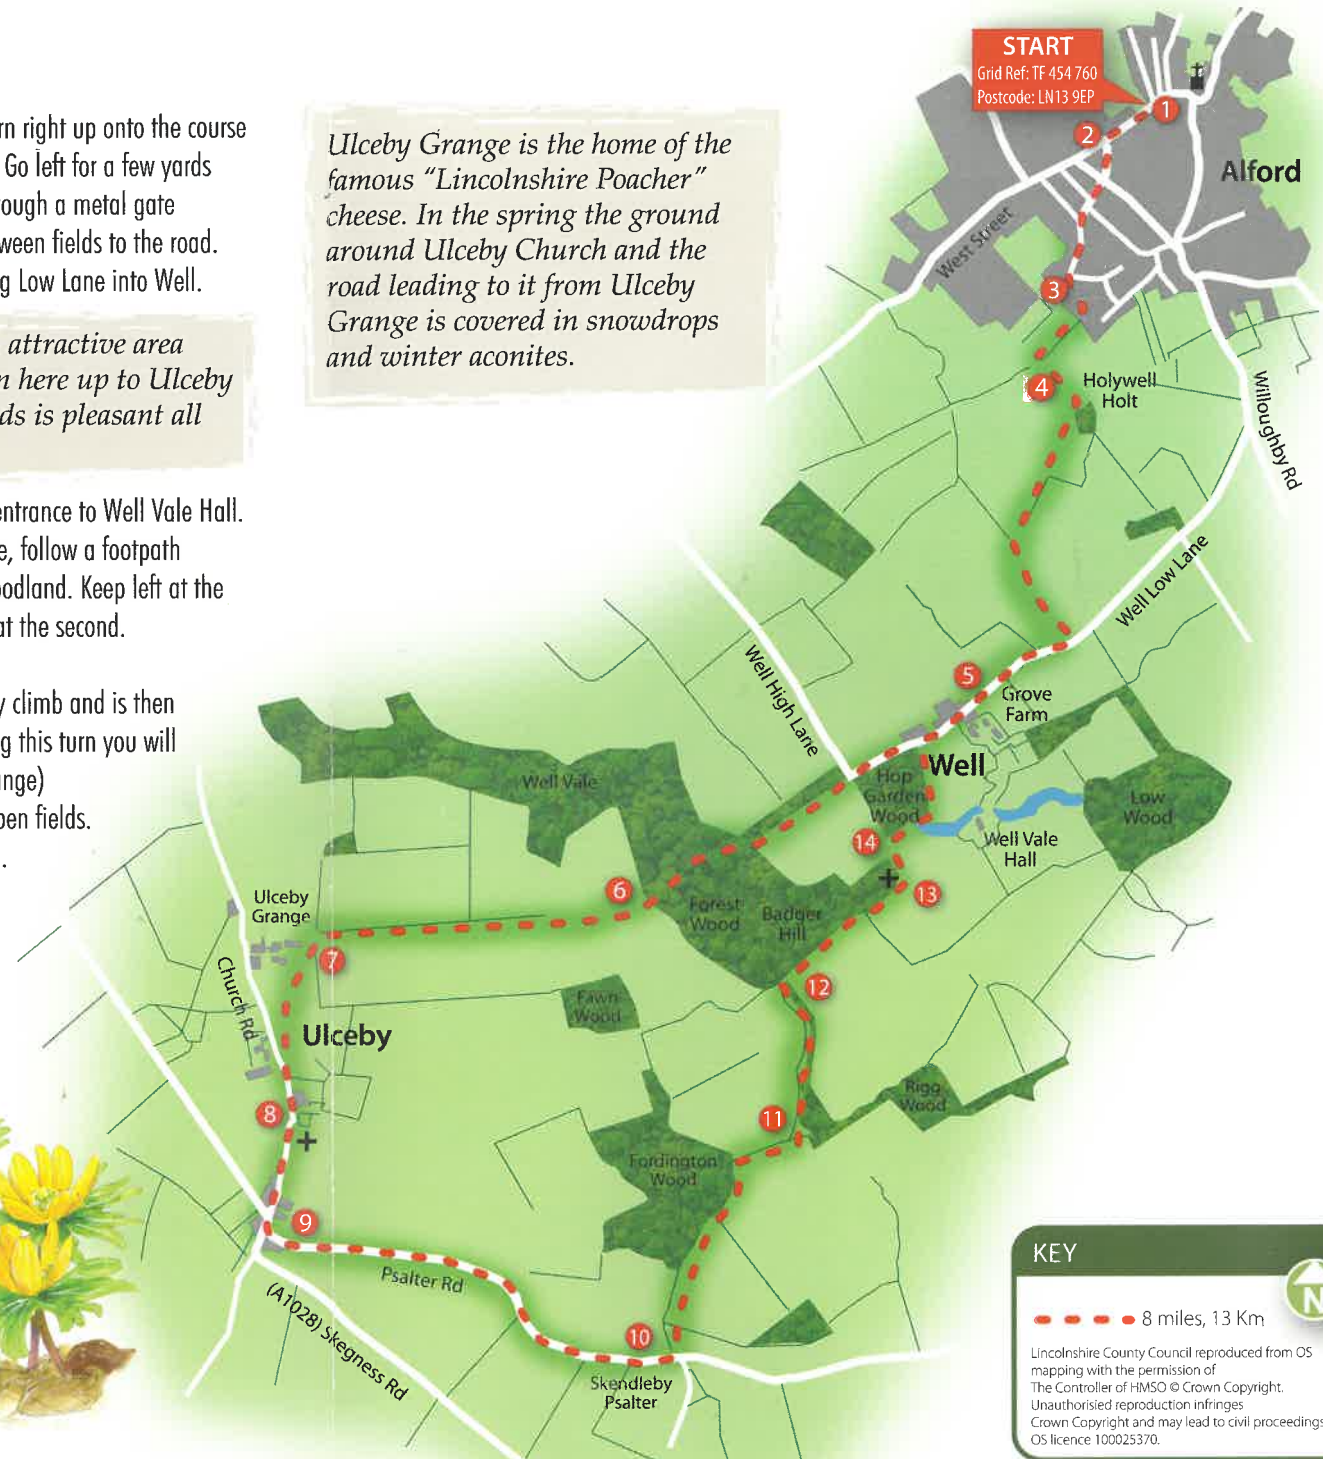 rn right up onto the course
Go left for a few yards
rough a metal gate
ween fields to the road.
g Low Lane into Well.
attractive area
n here up to Ulceby
ds is pleasant all
entrance to Well Vale Hall.
e, follow a footpath
oodland. Keep left at the
at the second.
y climb and is then
g this turn you will
ange)
pen fields.
.
Ulceby Grange is the home of the
famous “Lincolnshire Poacher”
cheese. In the spring the ground
around Ulceby Church and the
road leading to it from Ulceby
Grange is covered in snowdrops
and winter aconites.
START
Grid Ref: TF 454 760
Postcode: LN13 9EP
1
2
Alford
West Street
3
4
Holywell
Holt
Willoughby Rd
Well Low Lane
Well High Lane
5
Grove
Farm
Well
Well Vale
Hop
Garden
Wood
Low
Wood
14
Well Vale
Hall
13
6
Forest
Wood
Badger
Hill
Ulceby
Grange
7
12
Church Rd
Fawn
Wood
Ulceby
Rigg
Wood
8
11
Fordington
Wood
9
Psalter Rd
(A1028) Skegness Rd
10
Skendleby
Psalter
KEY
N
8 miles, 13 Km
Lincolnshire County Council reproduced from OS
mapping with the permission of
The Controller of HMSO © Crown Copyright.
Unauthorisied reproduction infringes
Crown Copyright and may lead to civil proceedings
OS licence 100025370.